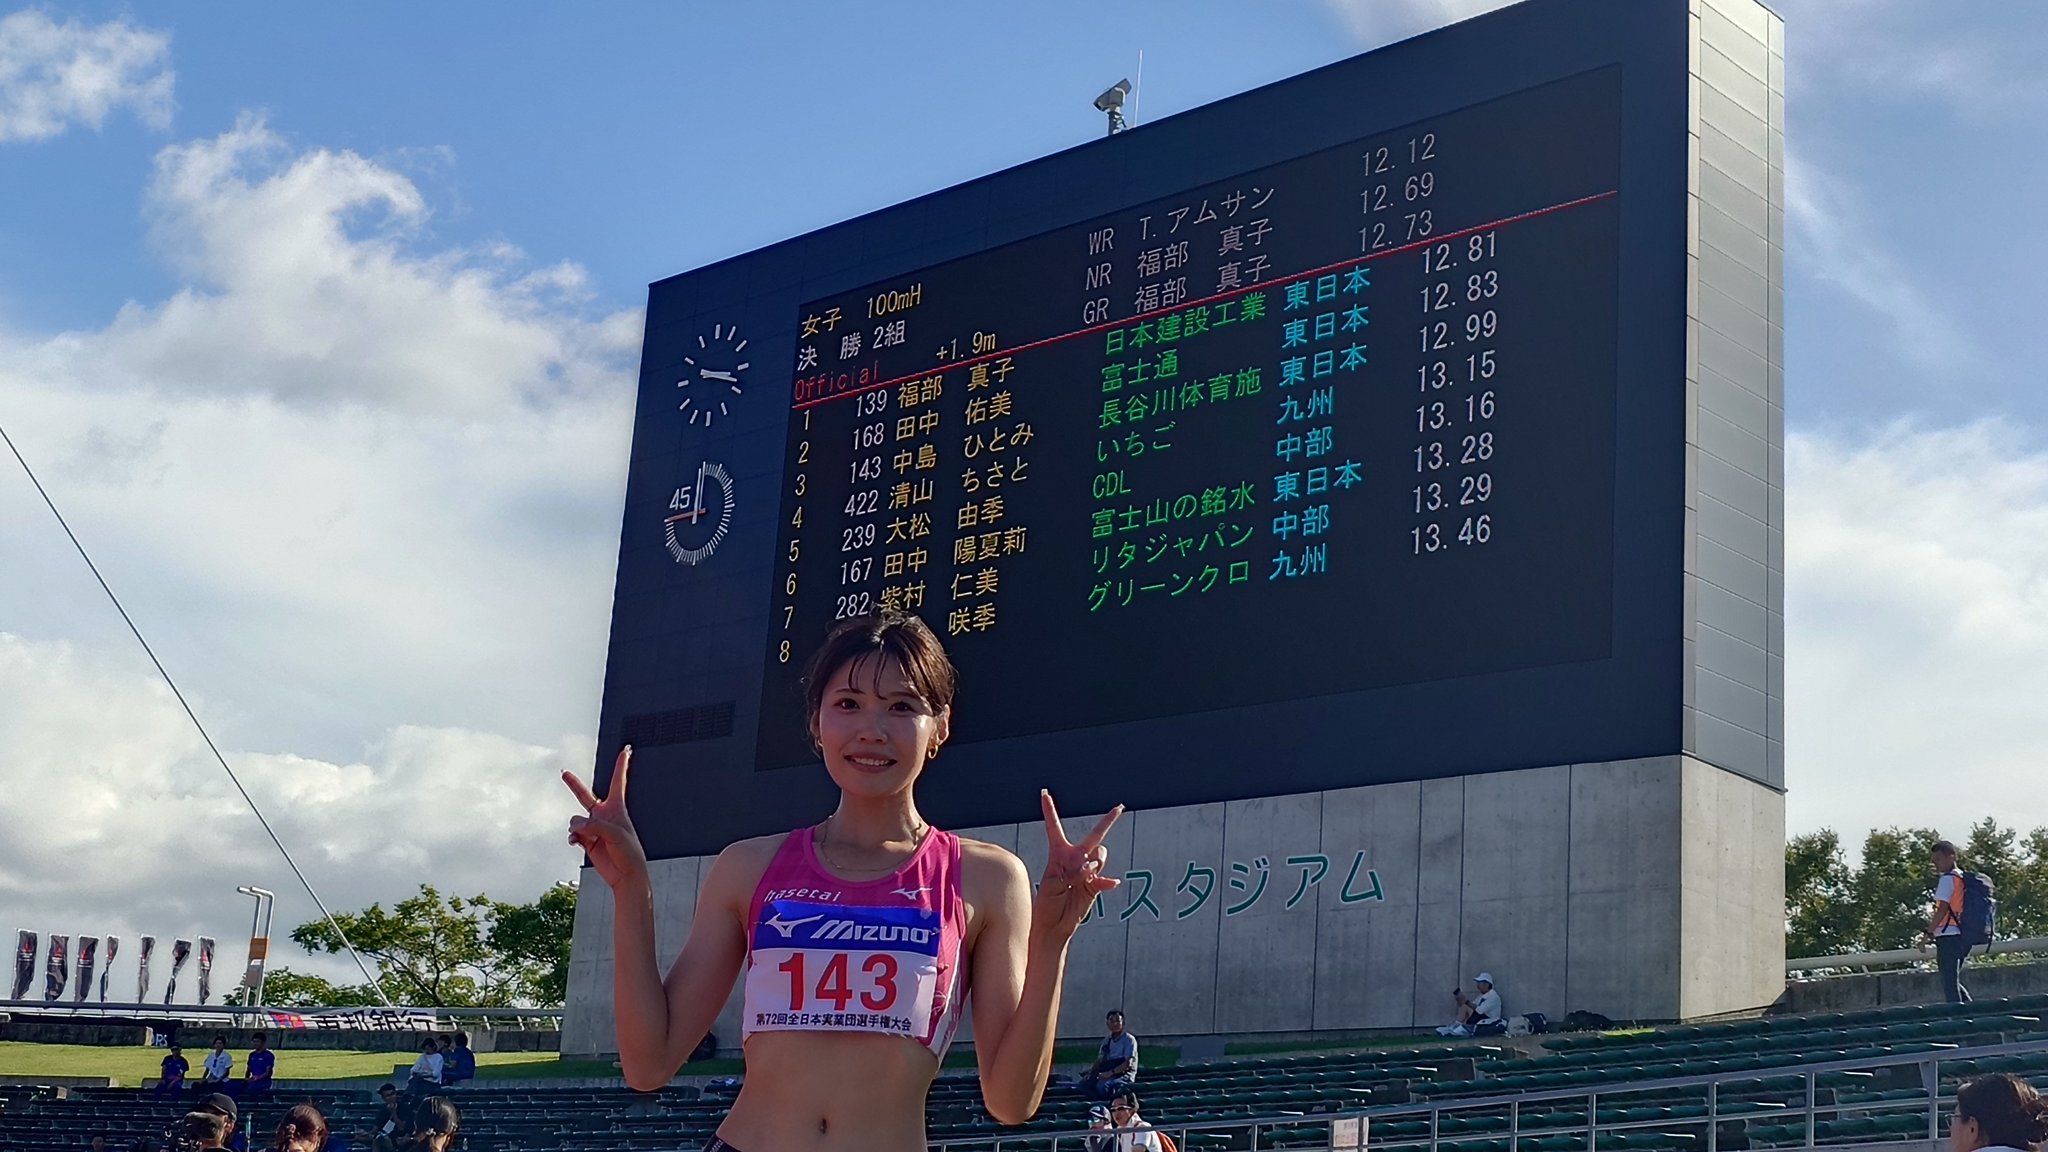 WR T.アムサン 12.12
NR 福部 真子 12.69
GR 福部 真子 12.73
女子 100mH
決 勝 2組
Official +1.9m
1 139 福部 真子 日本建設工業 東日本 12.81
2 168 田中 佑美 富士通 東日本 12.83
3 143 中島 ひとみ 長谷川体育施 東日本 12.99
4 422 清山 ちさと いちご 九州 13.15
5 239 大松 由季 CDL 中部 13.16
6 167 田中 陽夏莉 富士山の銘水 東日本 13.28
7 282 紫村 仁美 リタジャパン 中部 13.29
8 咲季 グリーンクロ 九州 13.46
45
スタジアム
hasetai
MIZUNO
143
第72回全日本実業団選手権大会
京都銀行